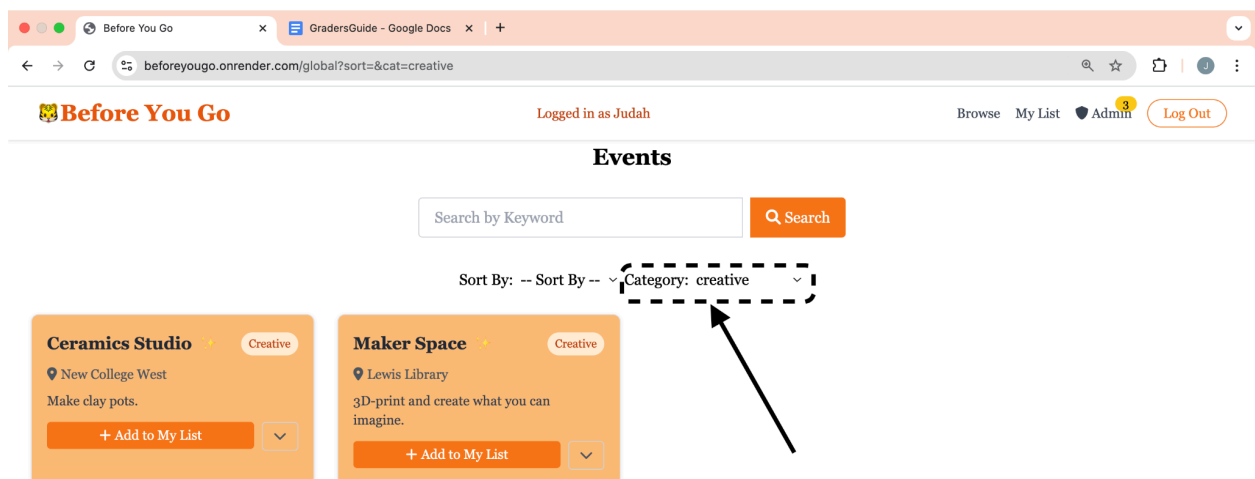 Before You Go
GradersGuide - Google Docs
beforeyougo.onrender.com/global?sort=&cat=creative
J
Before You Go
Logged in as Judah
Browse My List Admin 3 Log Out
Events
Search by Keyword Search
Sort By: -- Sort By -- Category: creative
Ceramics Studio Creative
New College West
Make clay pots.
+ Add to My List
Maker Space Creative
Lewis Library
3D-print and create what you can
imagine.
+ Add to My List